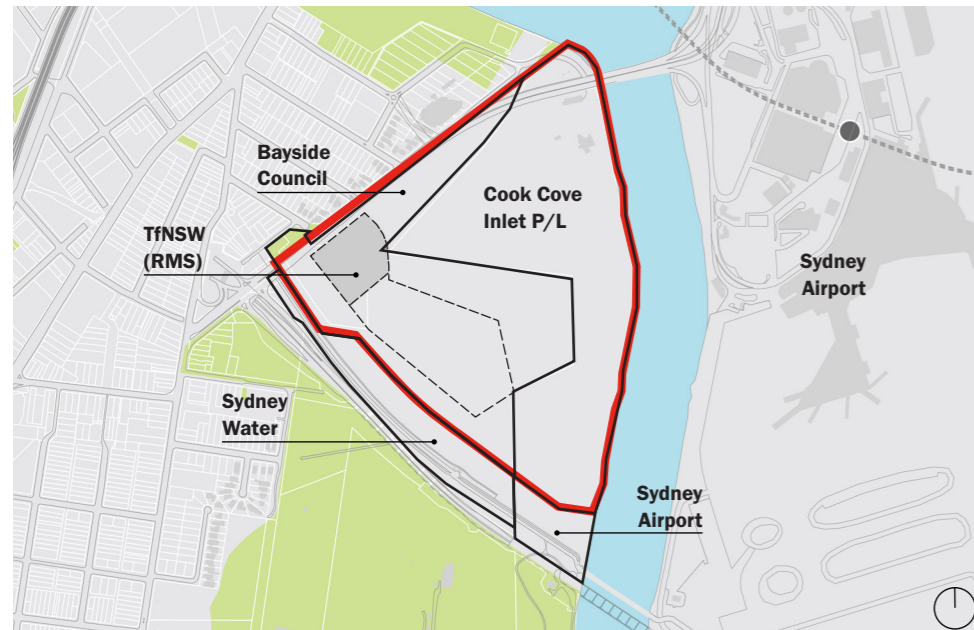 Bayside
Council
Cook Cove
Inlet P/L
TfNSW
(RMS)
Sydney
Airport
Sydney
Water
Sydney
Airport